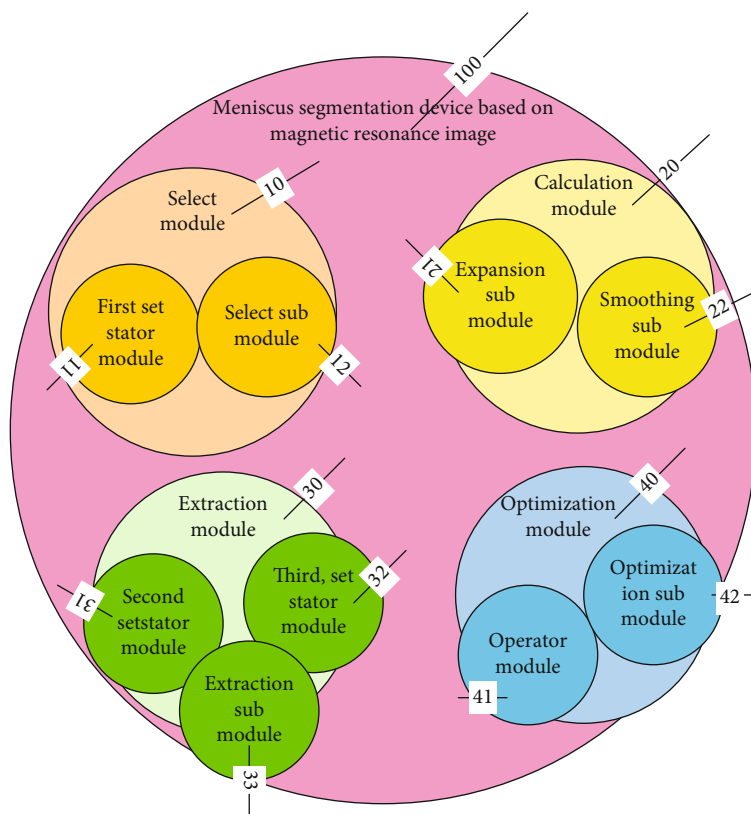 100
Meniscus segmentation device based on
magnetic resonance image
10
Select
module
First set
stator
module
11
Select sub
module
12
20
Calculation
module
21
Expansion
sub
module
Smoothing
sub
module
22
30
Extraction
module
31
Second
setstator
module
Third, set
stator
module
32
Extraction
sub
module
33
40
Optimization
module
Optimizat
ion sub
module
42
Operator
module
41